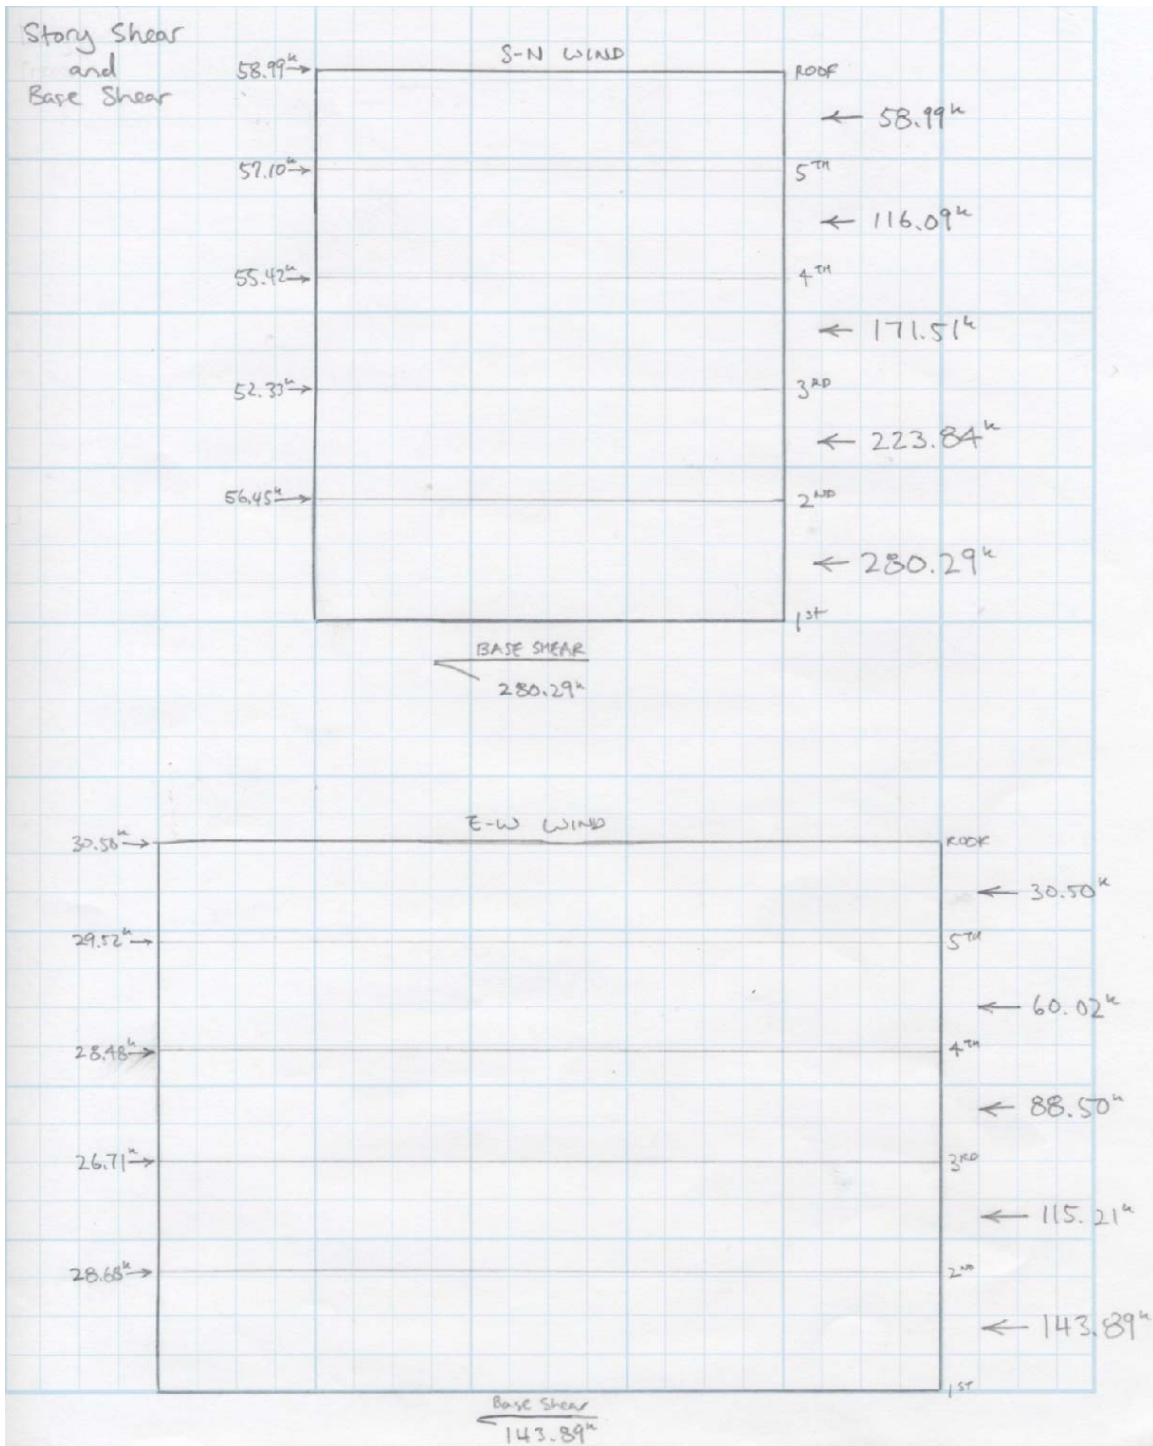 Story Shear
and
Base Shear
S-N WIND
58.99k
ROOF
58.99k
57.10k
5TH
116.09k
55.42k
4TH
171.51k
52.33k
3RD
223.84k
56.45k
2ND
280.29k
1st
BASE SHEAR
280.29k
E-W WIND
30.50k
ROOF
30.50k
29.52k
5TH
60.02k
28.48k
4TH
88.50k
26.71k
3RD
115.21k
28.68k
2ND
143.89k
1ST
Base Shear
143.89k